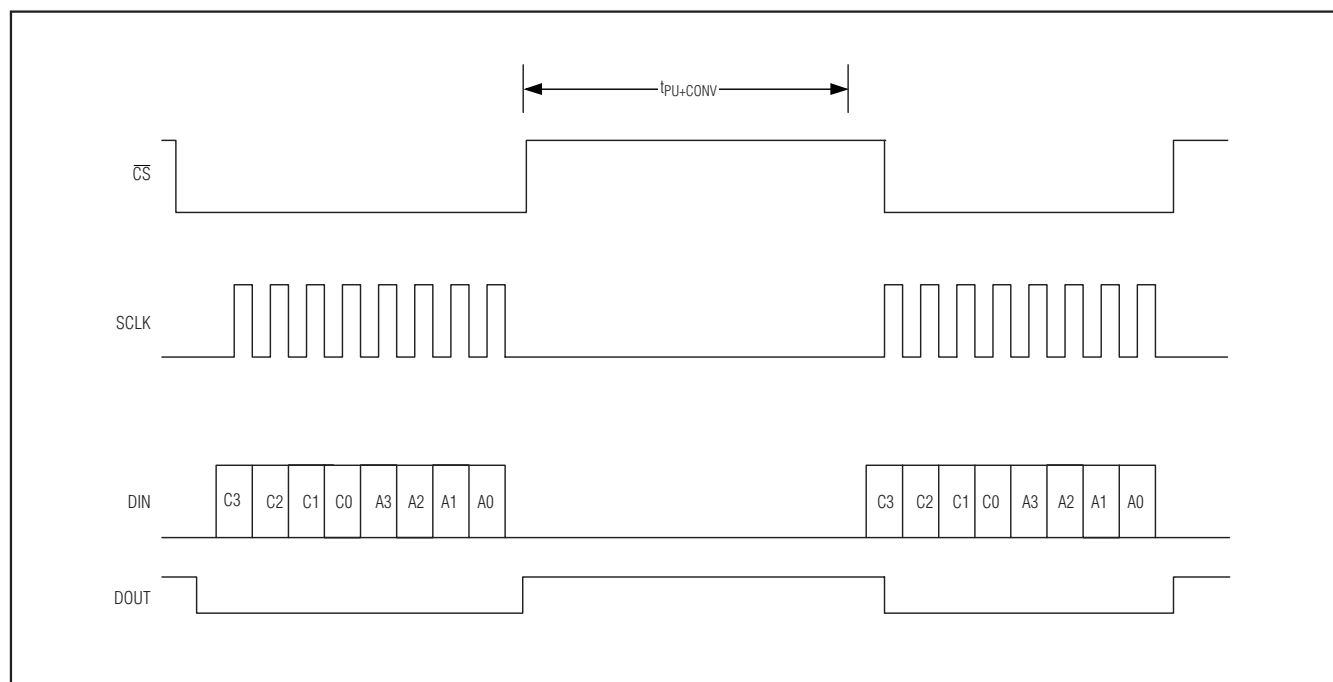 tPU+CONV
CS
SCLK
DIN
C3 C2 C1 C0 A3 A2 A1 A0
C3 C2 C1 C0 A3 A2 A1 A0
DOUT